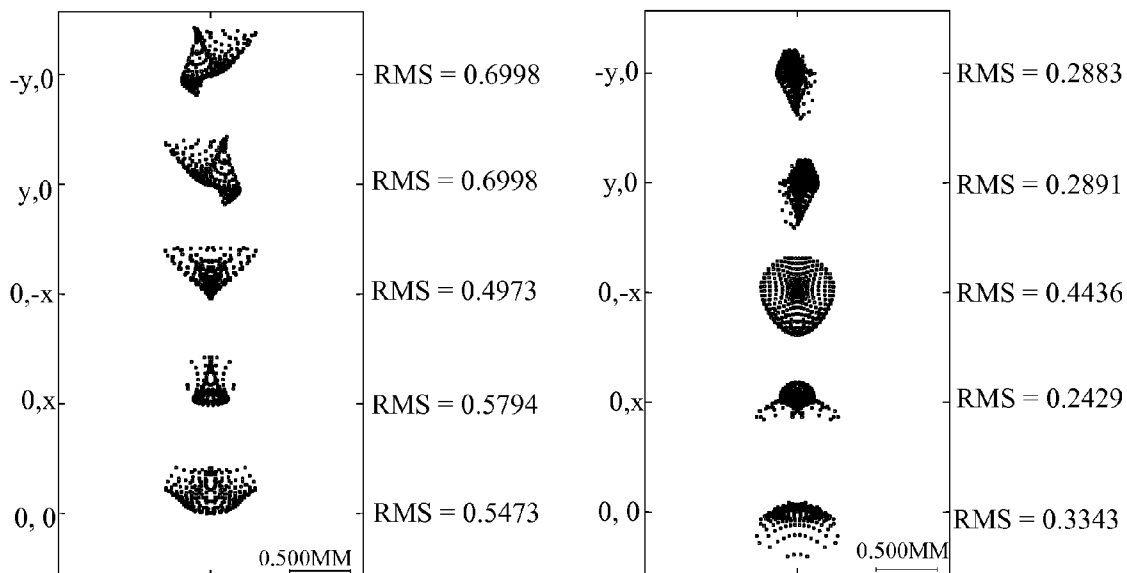 -y,0
RMS = 0.6998
y,0
RMS = 0.6998
0,-x
RMS = 0.4973
0,x
RMS = 0.5794
0, 0
RMS = 0.5473
0.500MM
-y,0
RMS = 0.2883
y,0
RMS = 0.2891
0,-x
RMS = 0.4436
0,x
RMS = 0.2429
0, 0
RMS = 0.3343
0.500MM